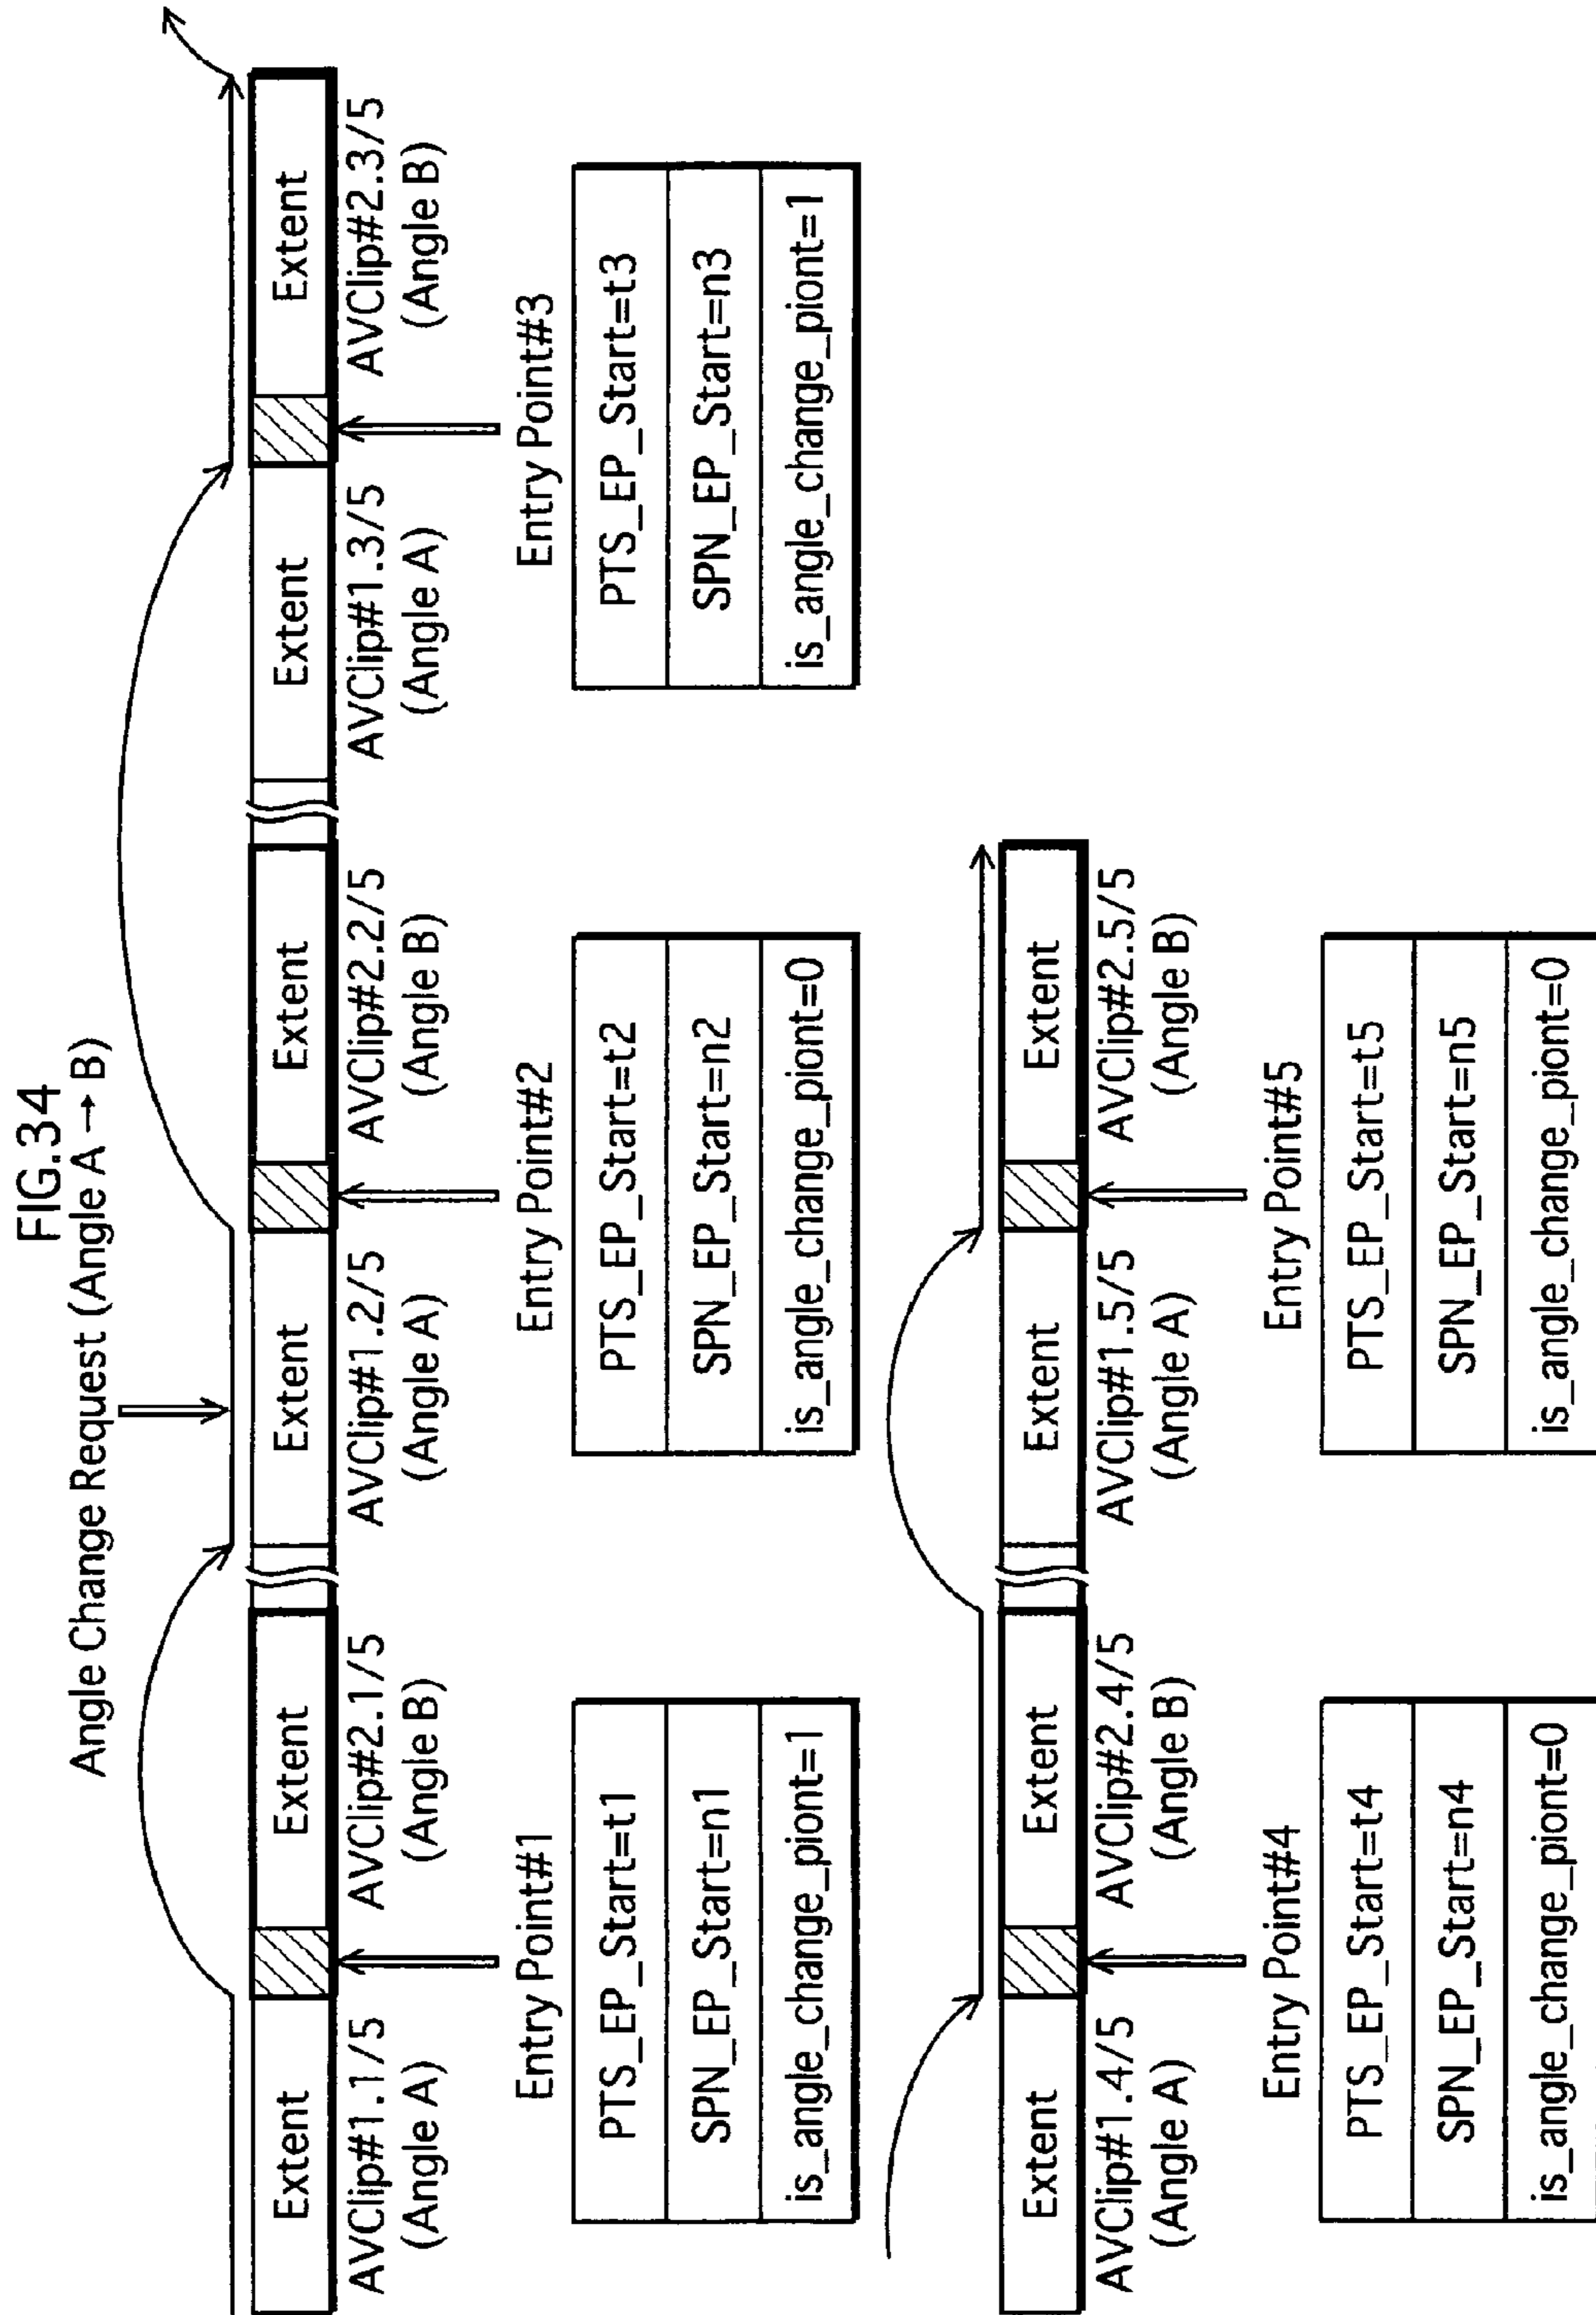 FIG.34
Angle Change Request (Angle A → B)
Extent
Extent
Extent
Extent
Extent
Extent
AVClip#1.1/5
AVClip#2.1/5
AVClip#1.2/5
AVClip#2.2/5
AVClip#1.3/5
AVClip#2.3/5
(Angle A)
(Angle B)
(Angle A)
(Angle B)
(Angle A)
(Angle B)
Entry Point#1
PTS_EP_Start=t1
SPN_EP_Start=n1
is_angle_change_piont=1
Entry Point#2
PTS_EP_Start=t2
SPN_EP_Start=n2
is_angle_change_piont=0
Entry Point#3
PTS_EP_Start=t3
SPN_EP_Start=n3
is_angle_change_piont=1
Extent
Extent
Extent
Extent
AVClip#1.4/5
AVClip#2.4/5
AVClip#1.5/5
AVClip#2.5/5
(Angle A)
(Angle B)
(Angle A)
(Angle B)
Entry Point#4
PTS_EP_Start=t4
SPN_EP_Start=n4
is_angle_change_piont=0
Entry Point#5
PTS_EP_Start=t5
SPN_EP_Start=n5
is_angle_change_piont=0